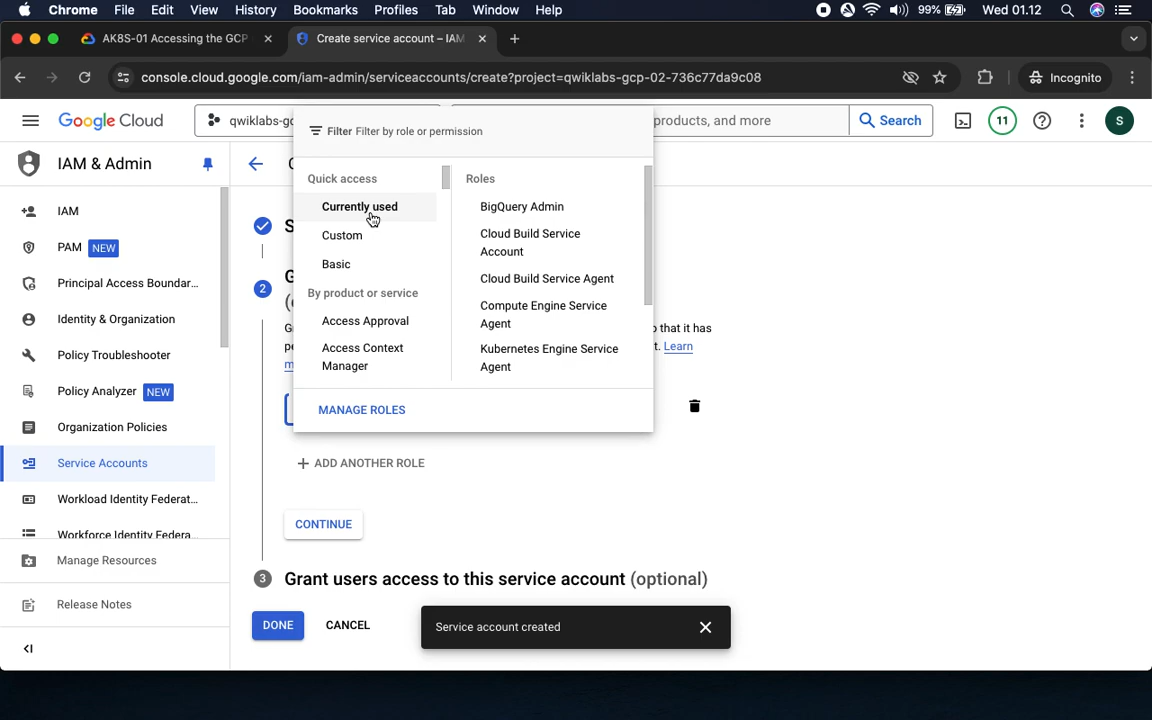 Chrome File Edit View History Bookmarks Profiles Tab Window Help 99% Wed 01.12
AK8S-01 Accessing the GCP
Create service account – IAM
console.cloud.google.com/iam-admin/serviceaccounts/create?project=qwiklabs-gcp-02-736c77da9c08
Incognito
Google Cloud
qwiklabs-gc
products, and more
Search
11
S
IAM & Admin
IAM
PAM NEW
Principal Access Boundar...
Identity & Organization
Policy Troubleshooter
Policy Analyzer NEW
Organization Policies
Service Accounts
Workload Identity Federat...
Workforce Identity Federa...
Manage Resources
Release Notes
Filter Filter by role or permission
Quick access
Currently used
Custom
Basic
By product or service
Access Approval
Access Context
Manager
Roles
BigQuery Admin
Cloud Build Service
Account
Cloud Build Service Agent
Compute Engine Service
Agent
Kubernetes Engine Service
Agent
MANAGE ROLES
2
that it has
t. Learn
ADD ANOTHER ROLE
CONTINUE
3 Grant users access to this service account (optional)
DONE CANCEL
Service account created